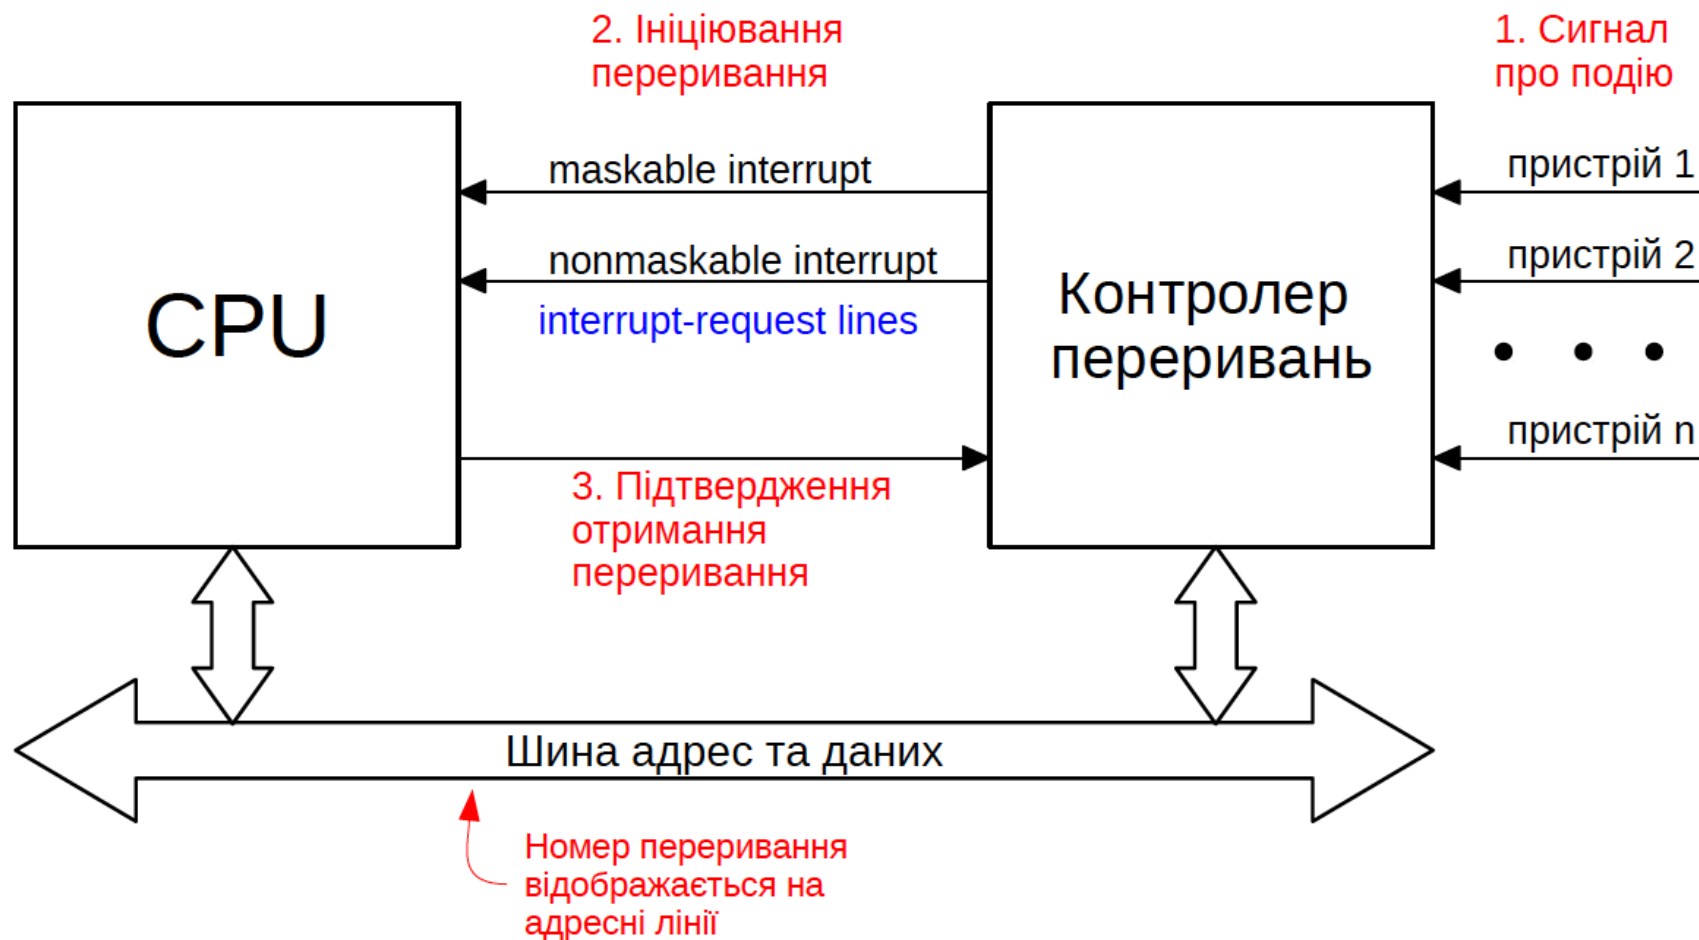 2. Ініціювання
переривання
1. Сигнал
про подію
maskable interrupt
nonmaskable interrupt
interrupt-request lines
CPU
Контролер
переривань
пристрій 1
пристрій 2
пристрій n
3. Підтвердження
отримання
переривання
Шина адрес та даних
Номер переривання
відображається на
адресні лінії